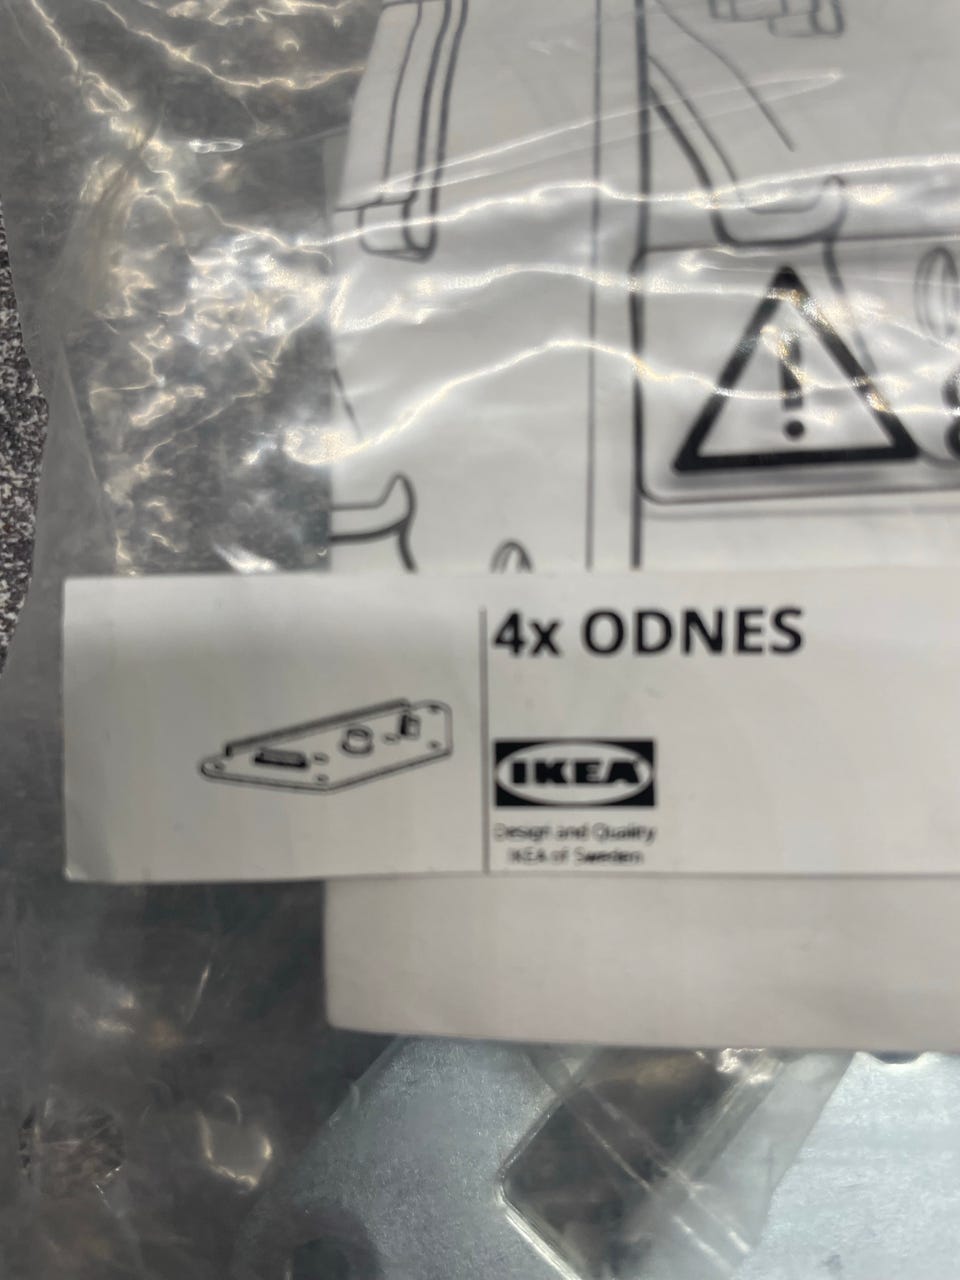 4x ODNES
IKEA
Design and Quality
IKEA of Sweden